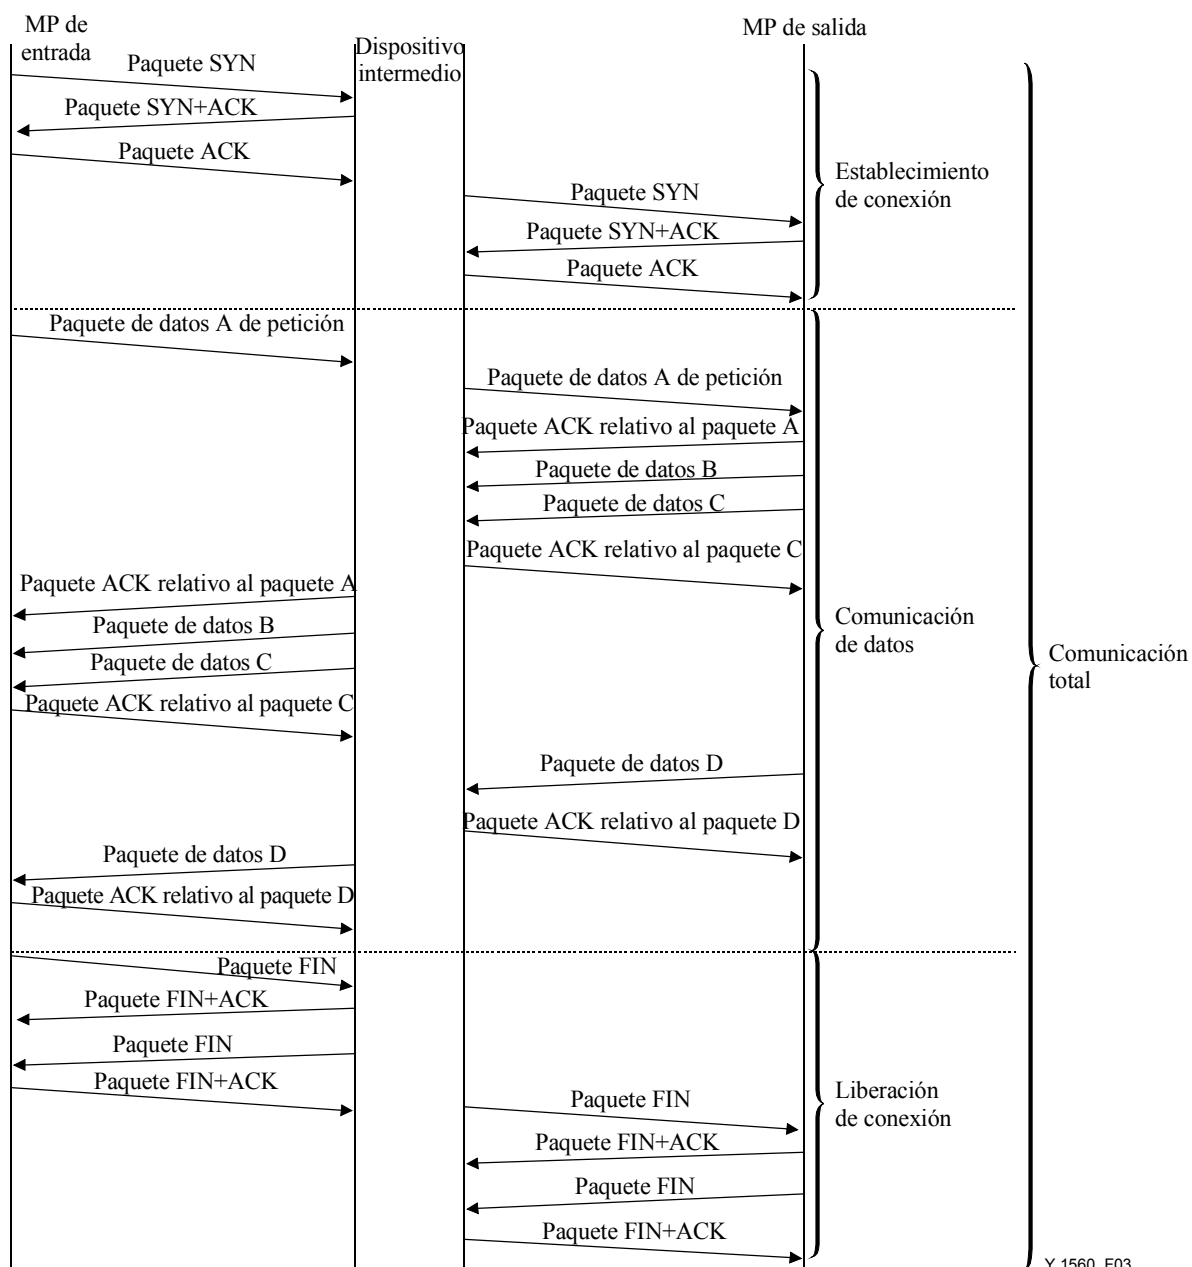 MP de
entrada
Dispositivo
intermedio
MP de salida
Paquete SYN
Paquete SYN+ACK
Paquete ACK
Paquete SYN
Paquete SYN+ACK
Paquete ACK
Establecimiento
de conexión
Paquete de datos A de petición
Paquete de datos A de petición
Paquete ACK relativo al paquete A
Paquete de datos B
Paquete de datos C
Paquete ACK relativo al paquete C
Paquete ACK relativo al paquete A
Paquete de datos B
Paquete de datos C
Paquete ACK relativo al paquete C
Comunicación
de datos
Comunicación
total
Paquete de datos D
Paquete ACK relativo al paquete D
Paquete de datos D
Paquete ACK relativo al paquete D
Paquete FIN
Paquete FIN+ACK
Paquete FIN
Paquete FIN+ACK
Paquete FIN
Paquete FIN+ACK
Paquete FIN
Paquete FIN+ACK
Liberación
de conexión
Y.1560_F03